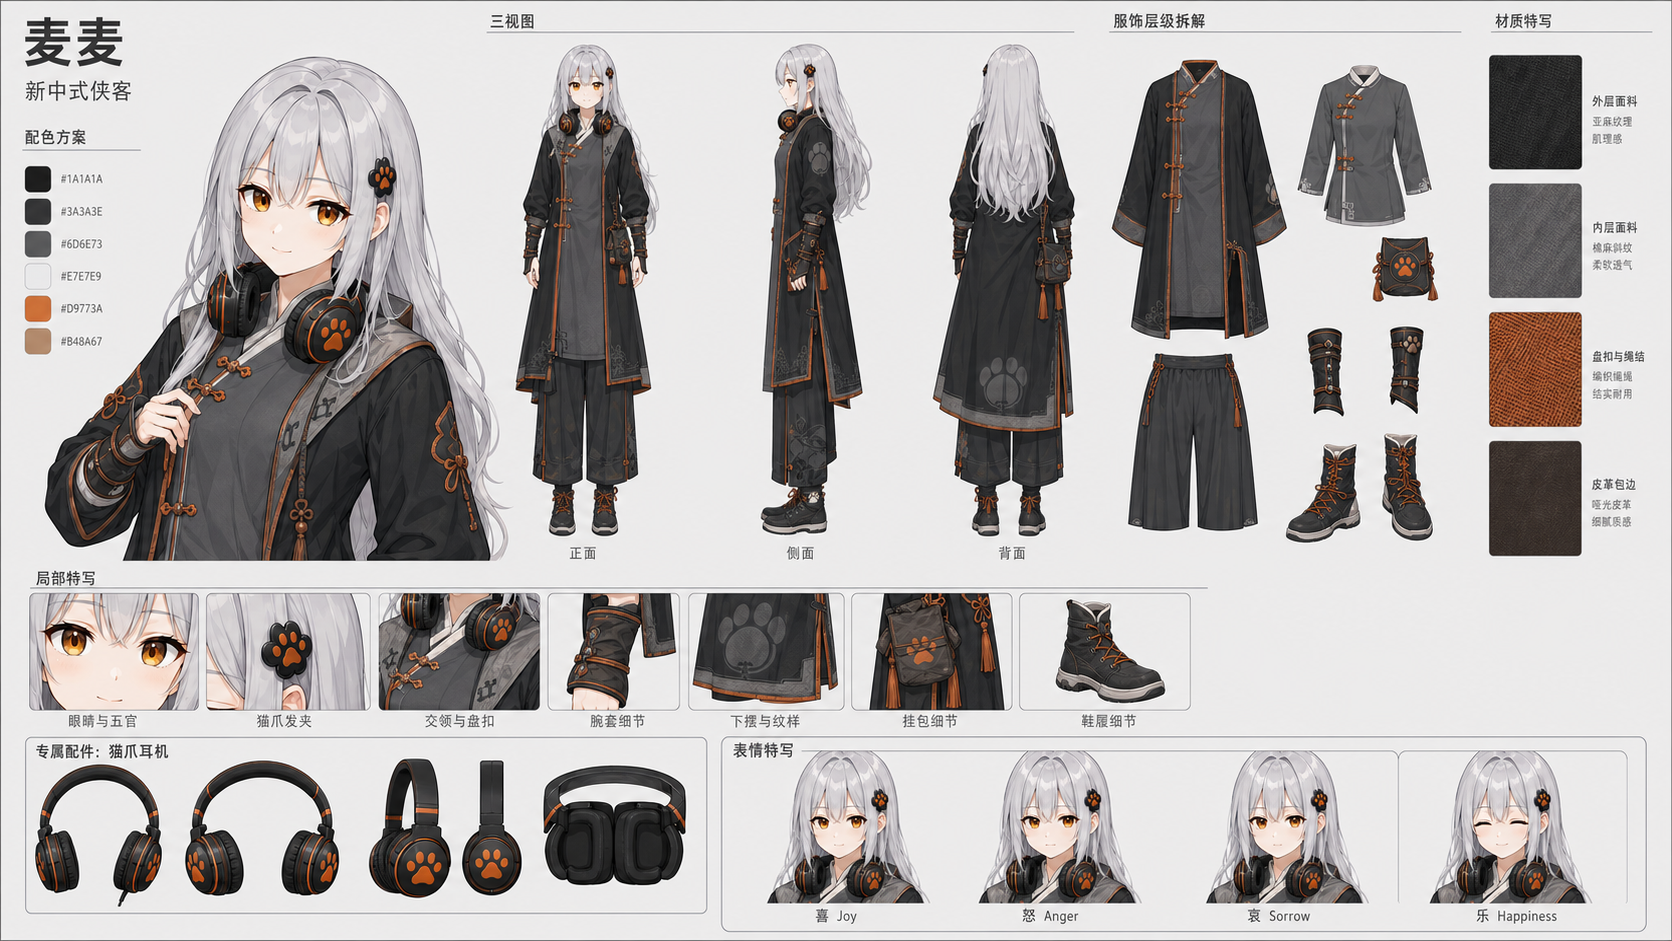 麦麦
新中式侠客
配色方案
#1A1A1A
#3A3A3E
#6D6E73
#E7E7E9
#D9773A
#B48A67
三视图
正面
侧面
背面
服饰层级拆解
材质特写
外层面料
亚麻纹理
肌理感
内层面料
棉麻斜纹
柔软透气
盘扣与绳结
编织绳绳
结实耐用
皮革包边
哑光皮革
细腻质感
局部特写
眼睛与五官
猫爪发夹
交领与盘扣
腕套细节
下摆与纹样
挂包细节
鞋履细节
专属配件：猫爪耳机
表情特写
喜 Joy
怒 Anger
哀 Sorrow
乐 Happiness